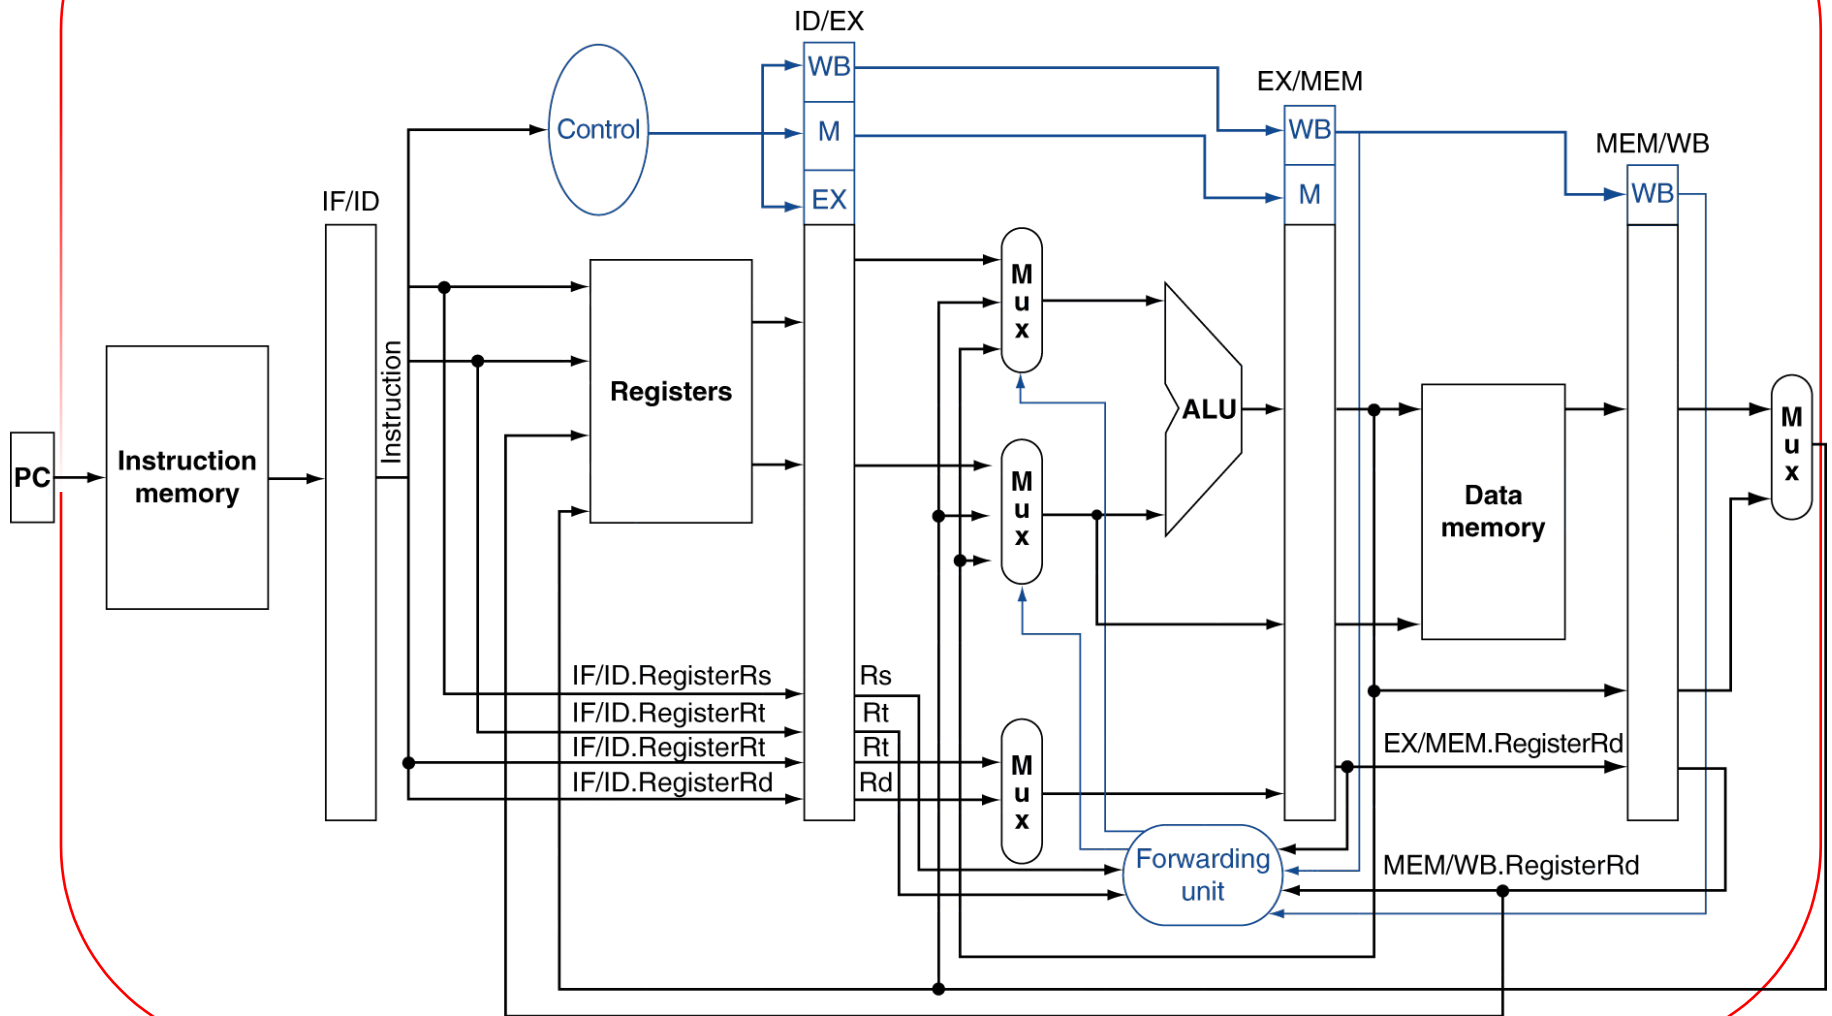 ID/EX
WB
EX/MEM
Control
M
WB
MEM/WB
EX
M
WB
IF/ID
M
u
x
Instruction
Registers
ALU
M
u
x
PC
Instruction
memory
M
u
x
Data
memory
IF/ID.RegisterRs
Rs
IF/ID.RegisterRt
Rt
IF/ID.RegisterRt
Rt
IF/ID.RegisterRd
Rd
M
u
x
EX/MEM.RegisterRd
Forwarding
unit
MEM/WB.RegisterRd